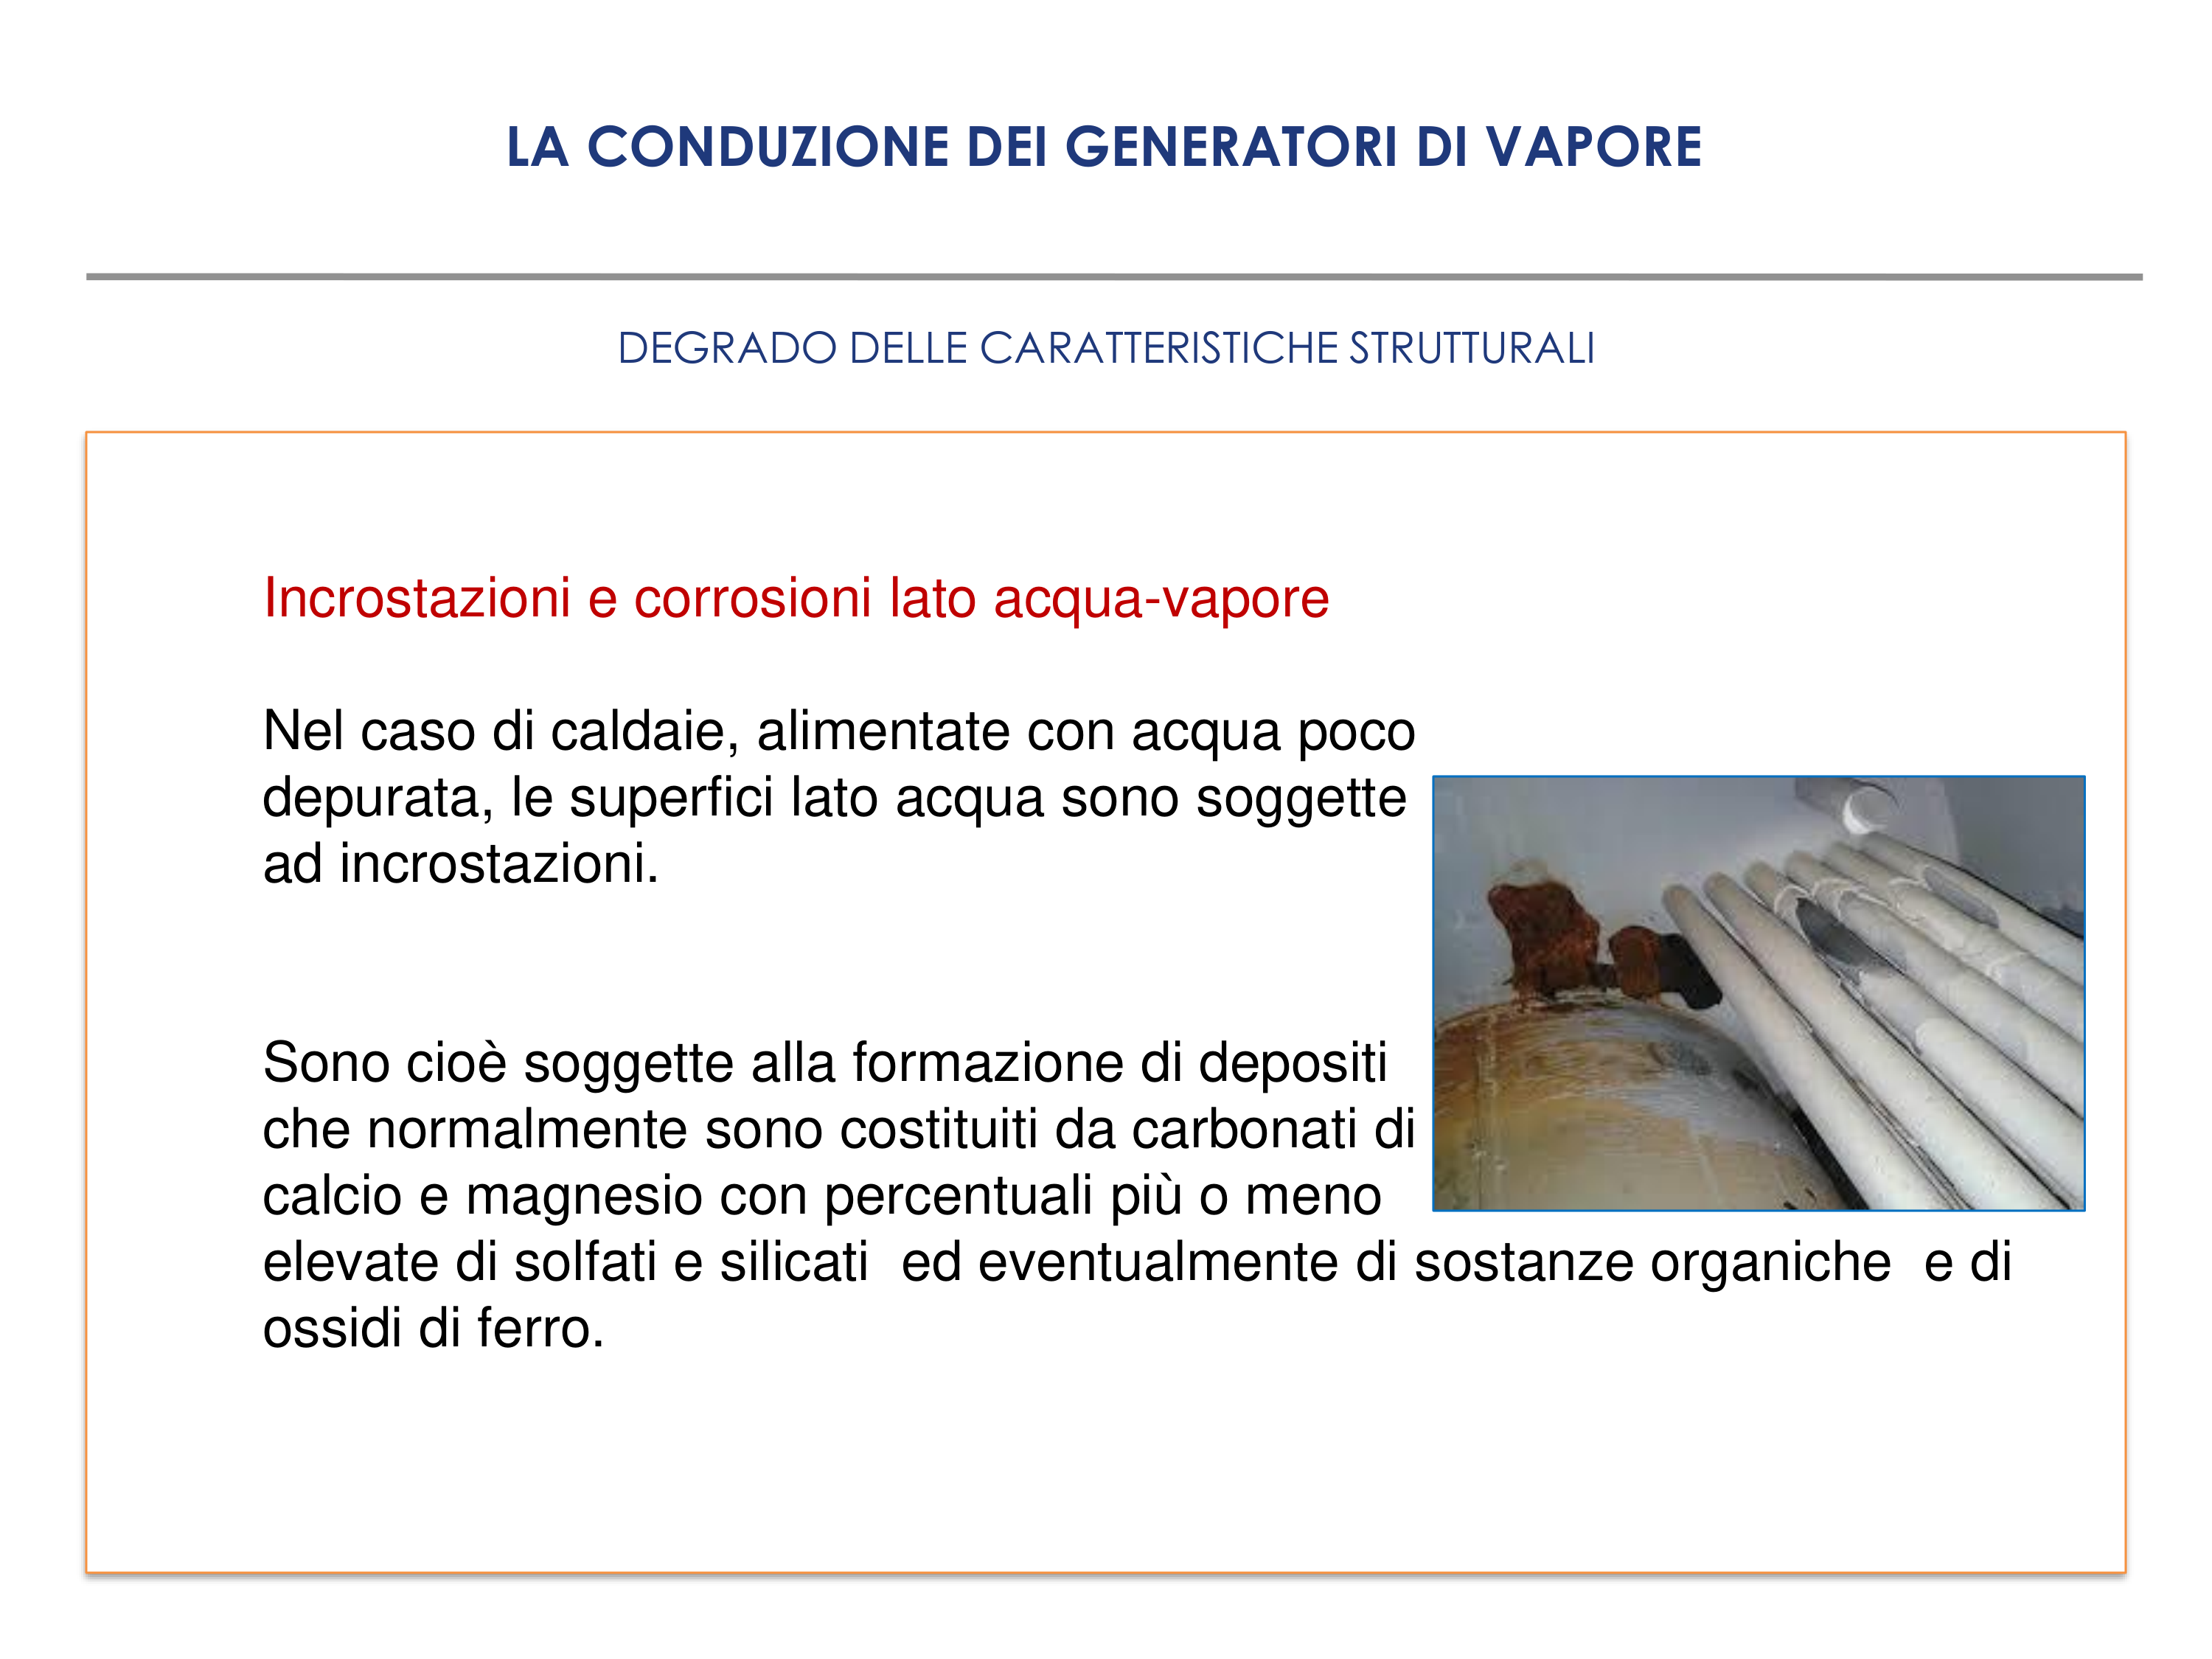 LA CONDUZIONE DEI GENERATORI DI VAPORE
DEGRADO DELLE CARATTERISTICHE STRUTTURALI
Incrostazioni e corrosioni lato acqua-vapore
Nel caso di caldaie, alimentate con acqua poco
depurata, le superfici lato acqua sono soggette
ad incrostazioni.
Sono cioè soggette alla formazione di depositi
che normalmente sono costituiti da carbonati di
calcio e magnesio con percentuali più o meno
elevate di solfati e silicati  ed eventualmente di sostanze organiche  e di
ossidi di ferro.